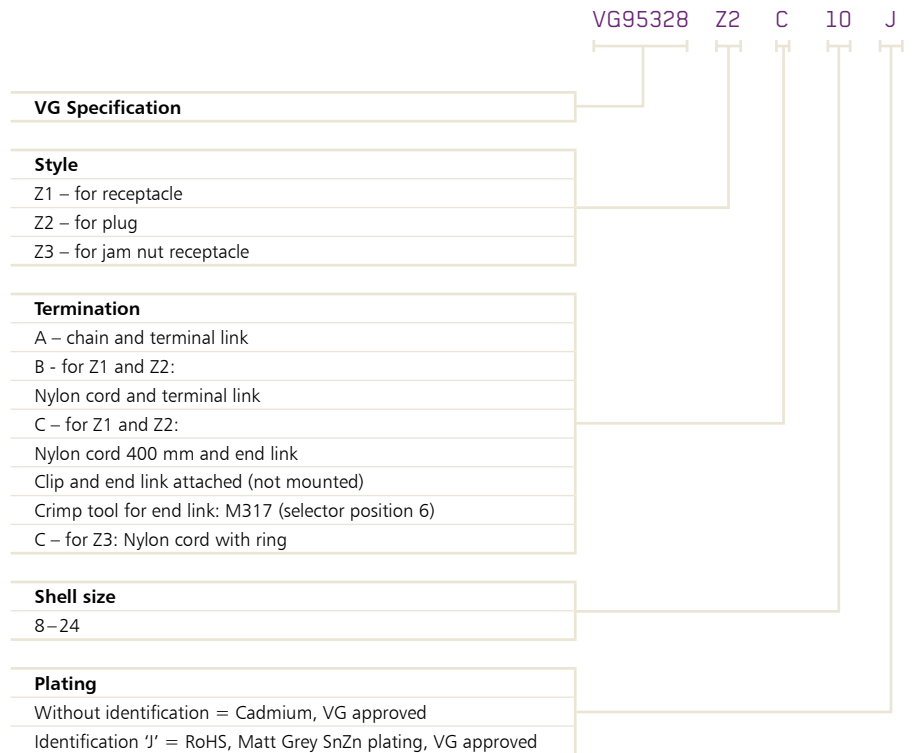 VG95328 Z2 C 10 J
VG Specification
Style
Z1 – for receptacle
Z2 – for plug
Z3 – for jam nut receptacle
Termination
A – chain and terminal link
B - for Z1 and Z2:
Nylon cord and terminal link
C – for Z1 and Z2:
Nylon cord 400 mm and end link
Clip and end link attached (not mounted)
Crimp tool for end link: M317 (selector position 6)
C – for Z3: Nylon cord with ring
Shell size
8–24
Plating
Without identification = Cadmium, VG approved
Identification ‘J’ = RoHS, Matt Grey SnZn plating, VG approved